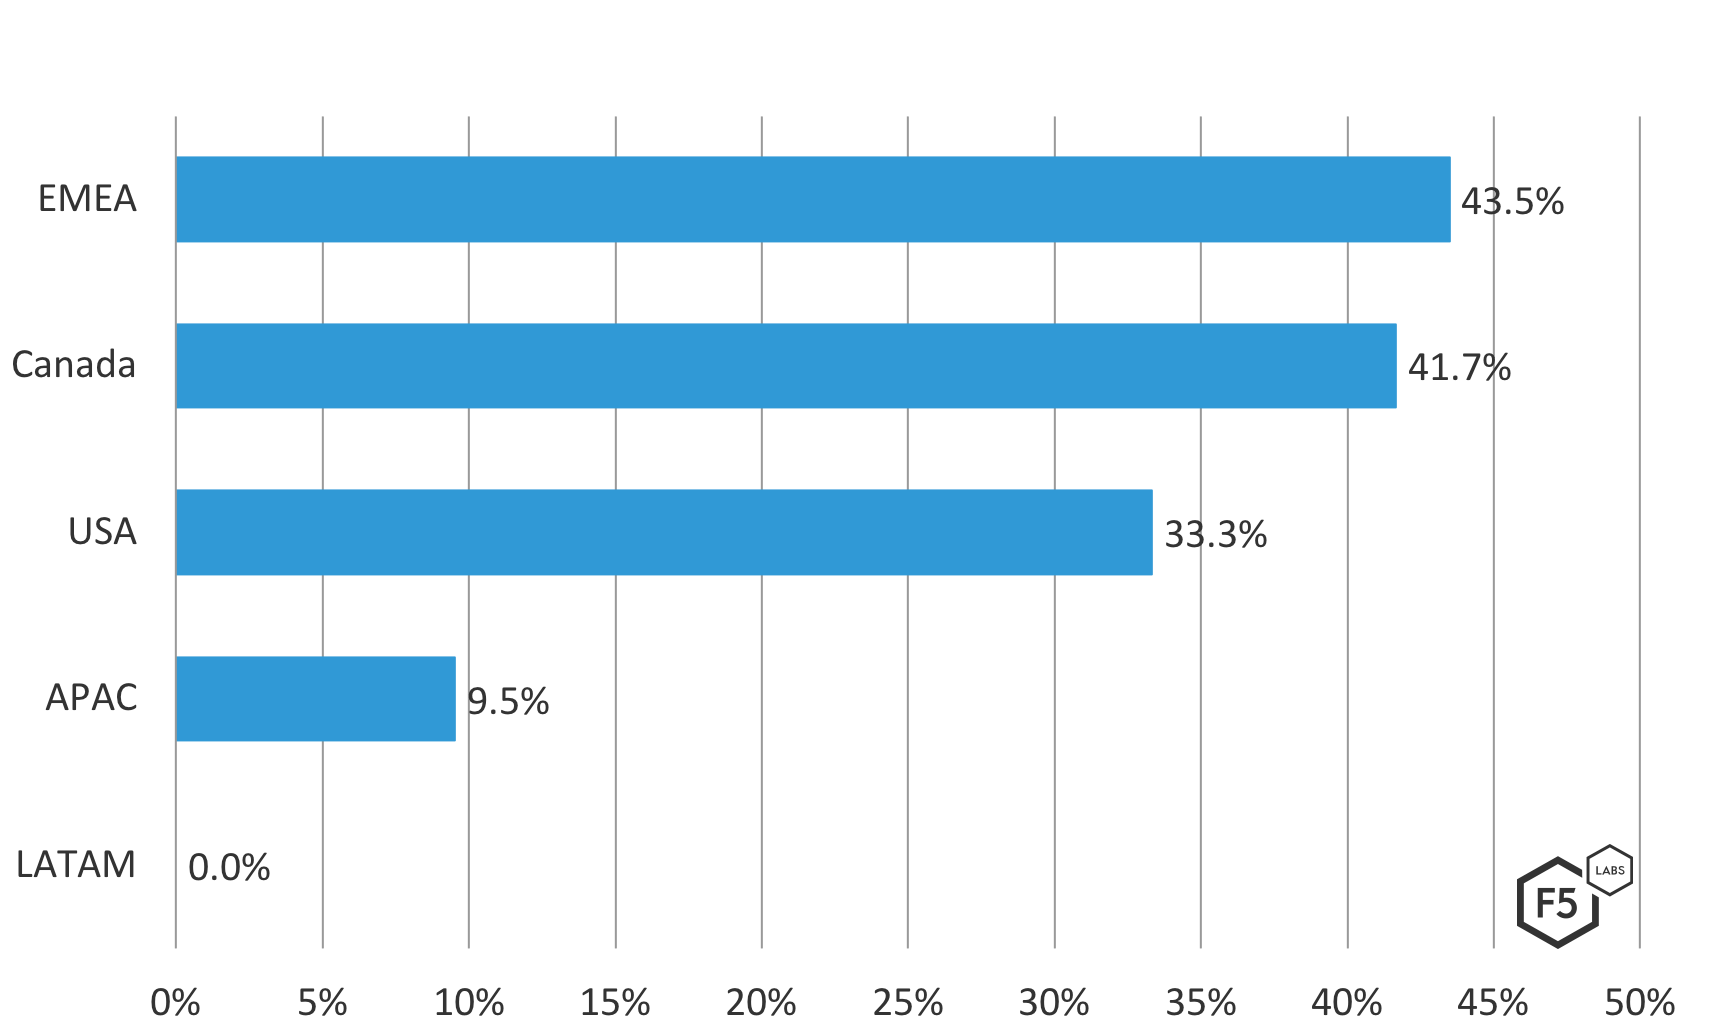 EMEA 43.5%
Canada 41.7%
USA 33.3%
APAC 9.5%
LATAM 0.0%
LABS
F5
0% 5% 10% 15% 20% 25% 30% 35% 40% 45% 50%